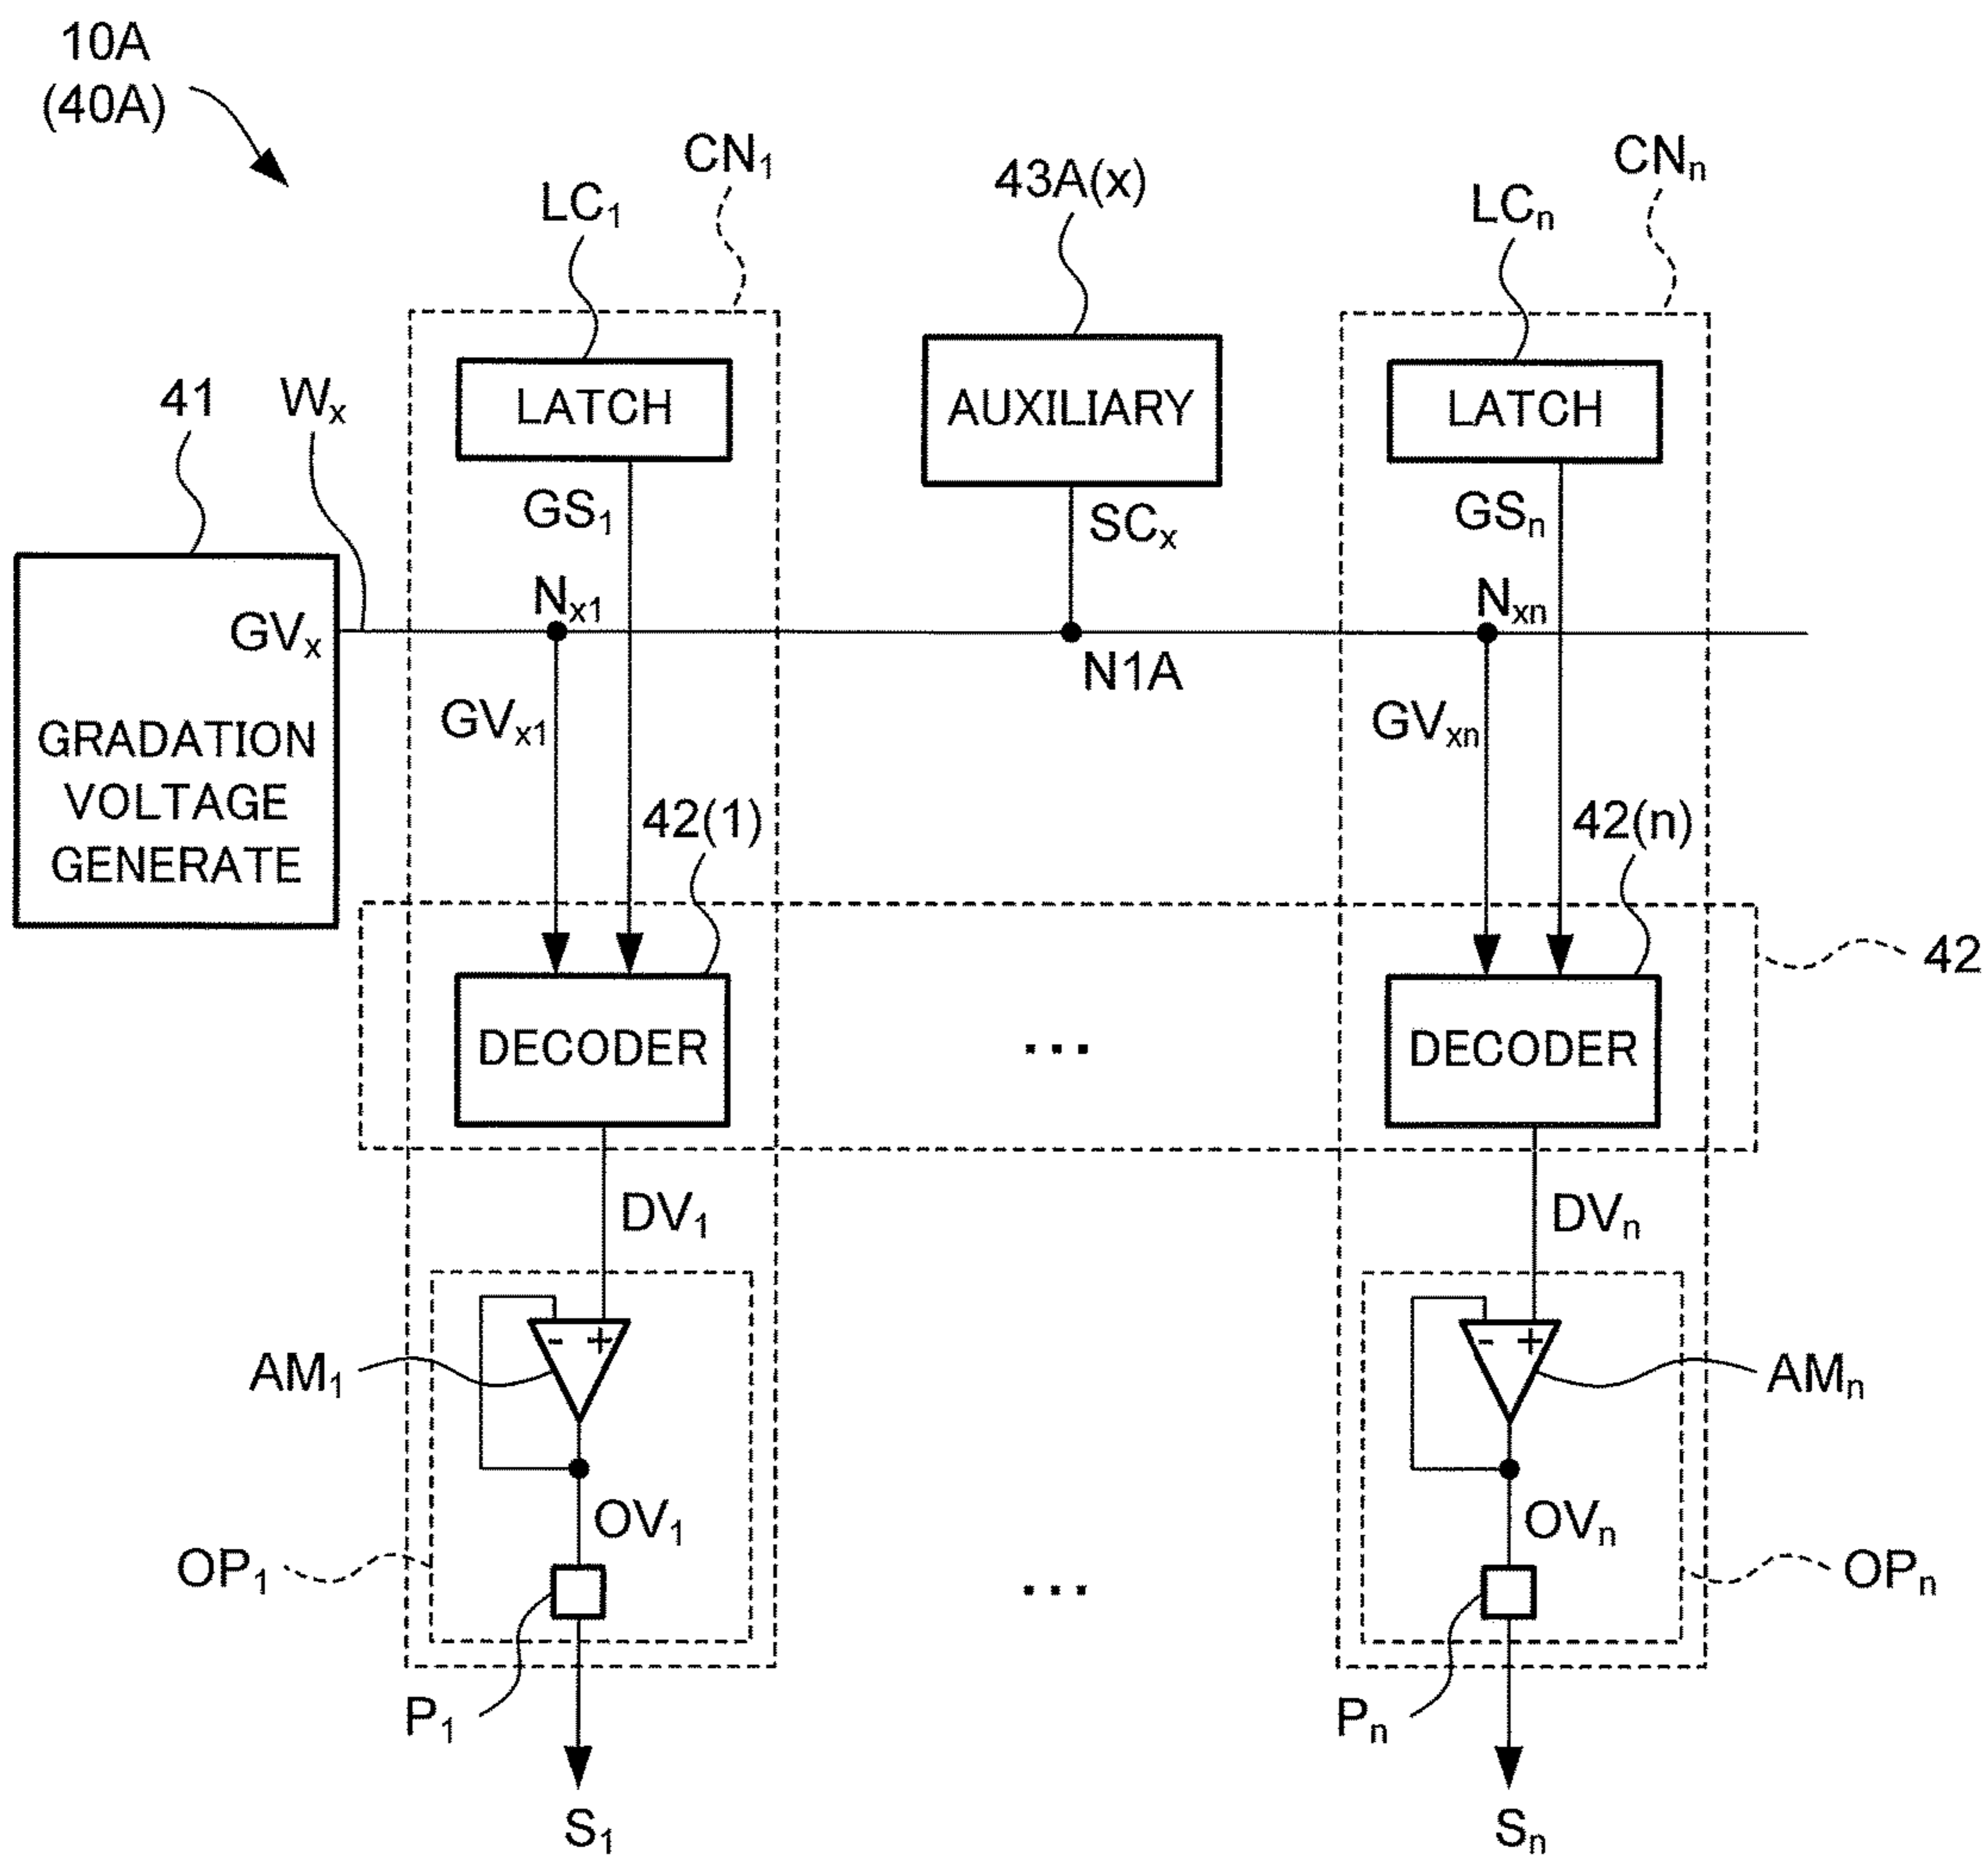 10A
(40A)
CN1
43A(x)
CNn
LC1
LCn
41
Wx
LATCH
AUXILIARY
LATCH
GS1
SCx
GSn
Nx1
Nxn
GVx
N1A
GVx1
GVxn
GRADATION
VOLTAGE
GENERATE
42(1)
42(n)
42
DECODER
...
DECODER
DV1
DVn
- +
- +
AM1
AMn
OV1
OVn
OP1
...
OPn
P1
Pn
S1
Sn